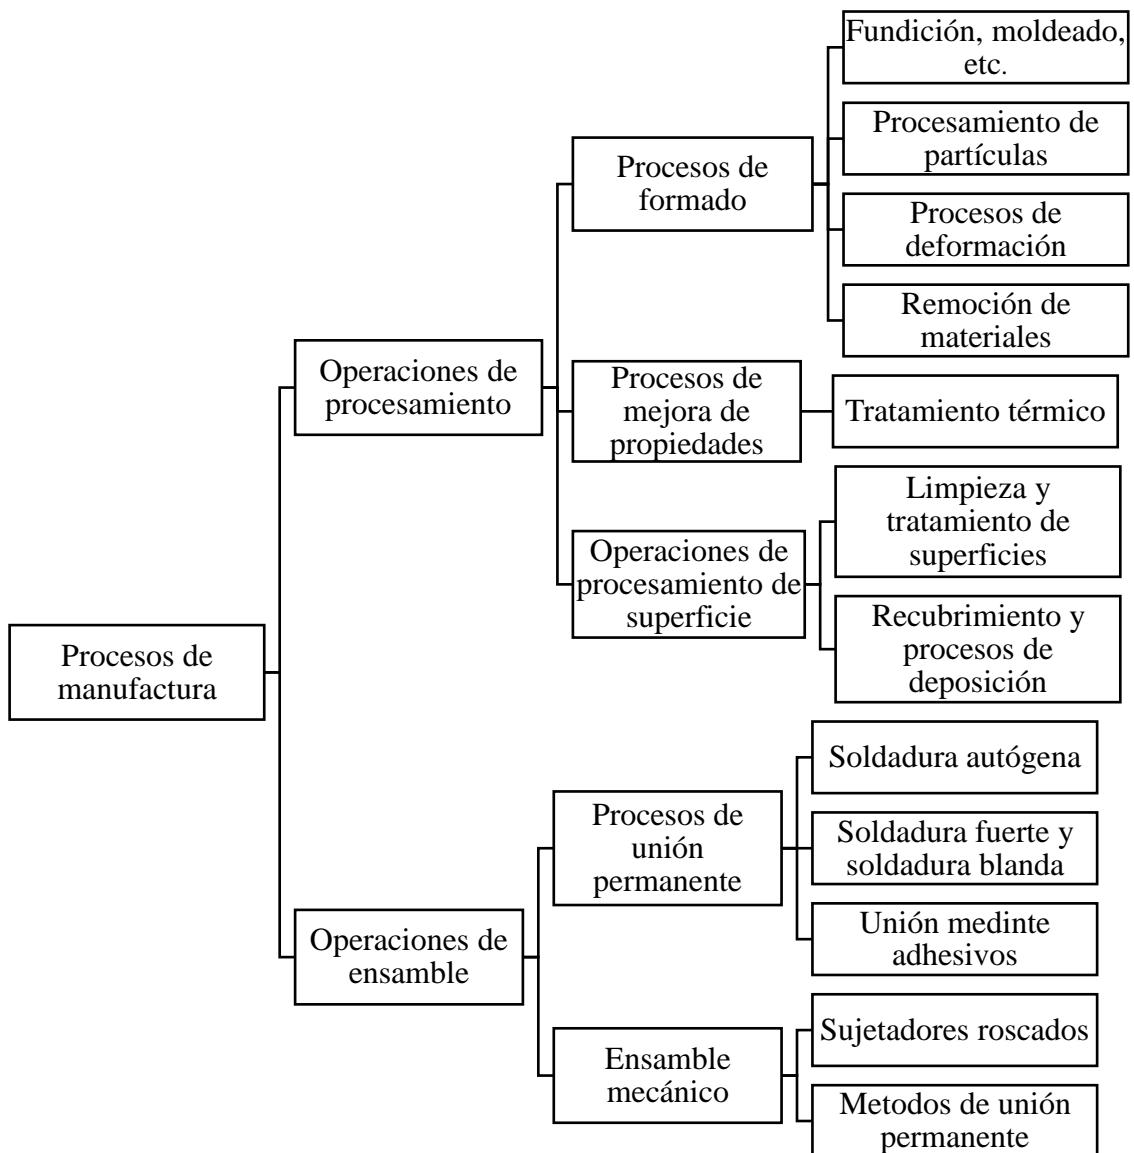 Fundición, moldeado,
etc.
Procesamiento de
partículas
Procesos de
formado
Procesos de
deformación
Remoción de
materiales
Operaciones de
procesamiento
Procesos de
mejora de
propiedades
Tratamiento térmico
Limpieza y
tratamiento de
superficies
Operaciones de
procesamiento de
superficie
Recubrimiento y
procesos de
deposición
Procesos de
manufactura
Soldadura autógena
Procesos de
unión
permanente
Soldadura fuerte y
soldadura blanda
Unión medinte
adhesivos
Operaciones de
ensamble
Sujetadores roscados
Ensamble
mecánico
Metodos de unión
permanente